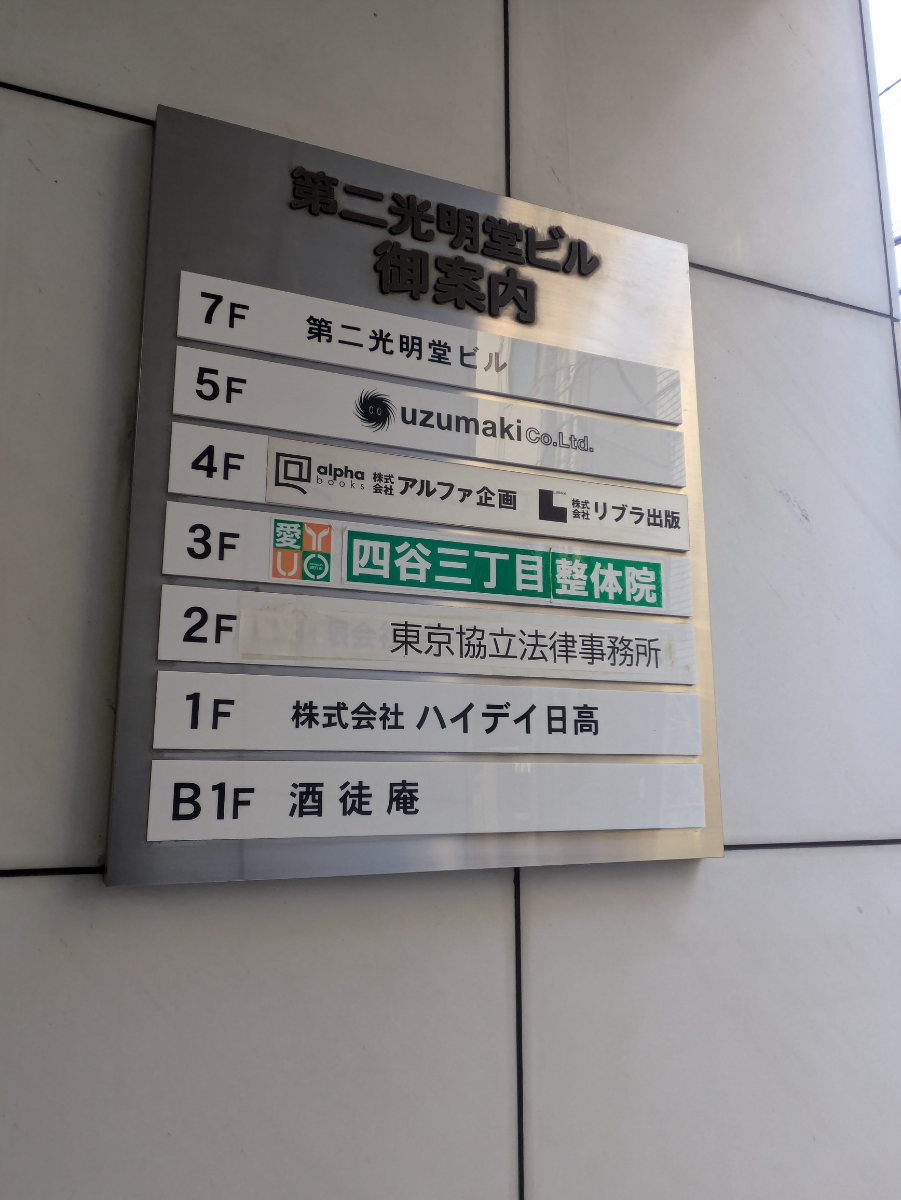 第二光明堂ビル
御案内
7F 第二光明堂ビル
5F uzumaki Co.Ltd.
4F alpha books 株式会社 アルファ企画 株式会社 リブラ出版
3F 愛 YUO 四谷三丁目整体院
2F 東京協立法律事務所
1F 株式会社 ハイデイ日高
B1F 酒徒庵